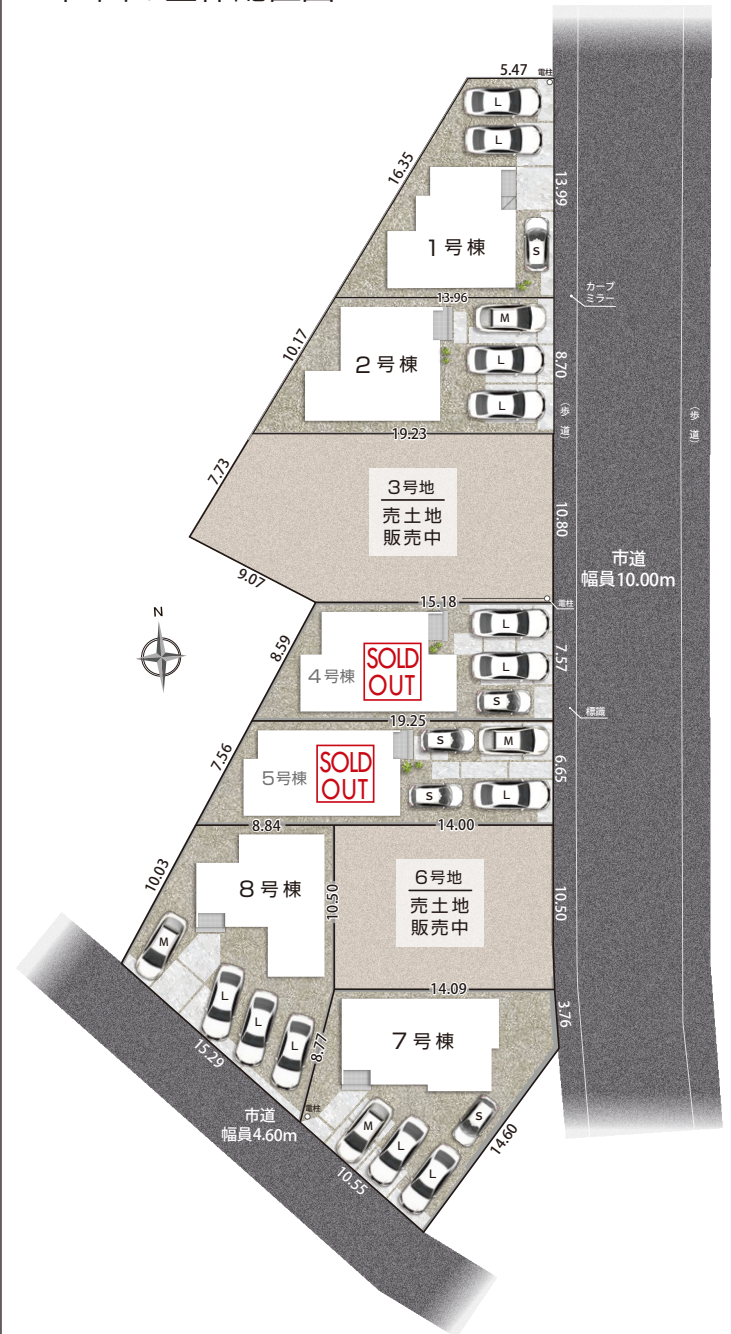 5.47
電柱
L
L
16.35
13.99
1号棟
S
カーブ
ミラー
13.96
M
10.17
2号棟
L
8.70
L
(歩道)
(歩道)
19.23
7.73
3号地
売土地
販売中
10.80
市道
幅員10.00m
9.07
15.18
電柱
N
L
8.59
7.57
4号棟
SOLD
OUT
L
S
標識
19.25
S
M
7.56
5号棟
SOLD
OUT
6.65
S
L
8.84
14.00
10.03
8号棟
10.50
6号地
売土地
販売中
10.50
M
14.09
L
L
L
3.76
7号棟
8.77
15.29
電柱
市道
幅員4.60m
S
M
L
L
14.60
10.55